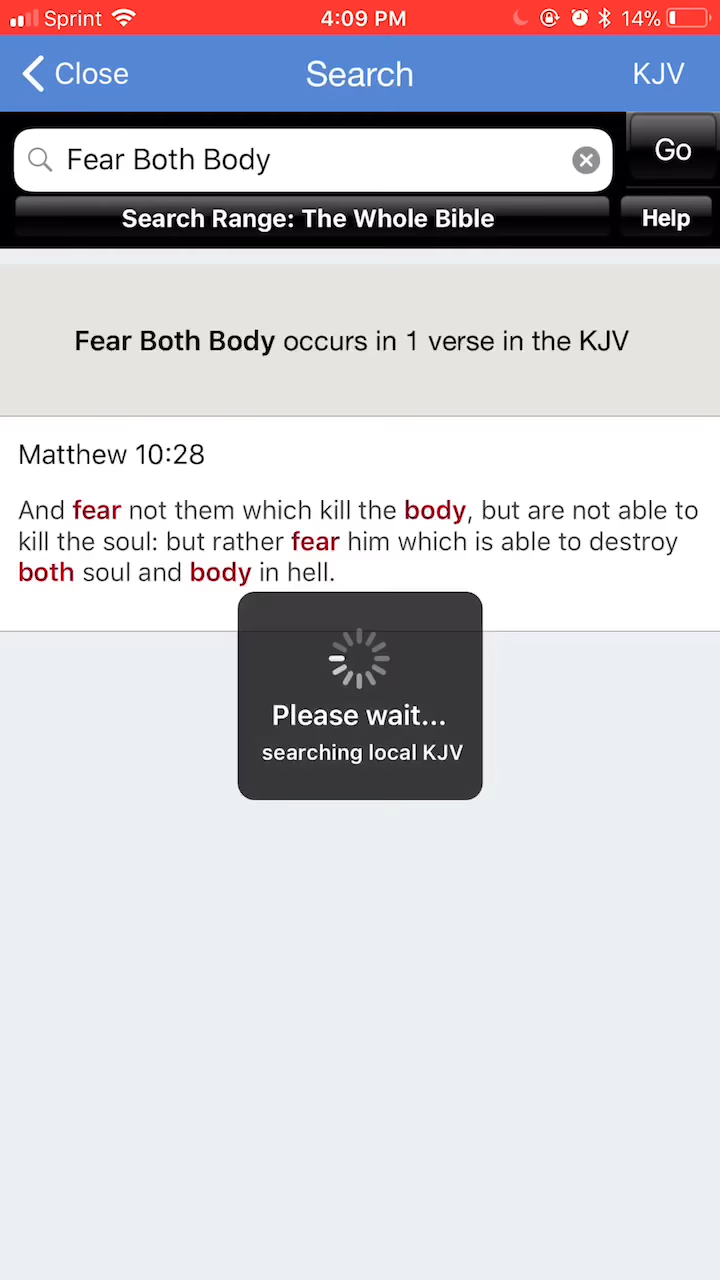 Sprint 4:09 PM 14%
Close Search KJV
Fear Both Body Go
Search Range: The Whole Bible Help
Fear Both Body occurs in 1 verse in the KJV
Matthew 10:28
And fear not them which kill the body, but are not able to
kill the soul: but rather fear him which is able to destroy
both soul and body in hell.
Please wait...
searching local KJV